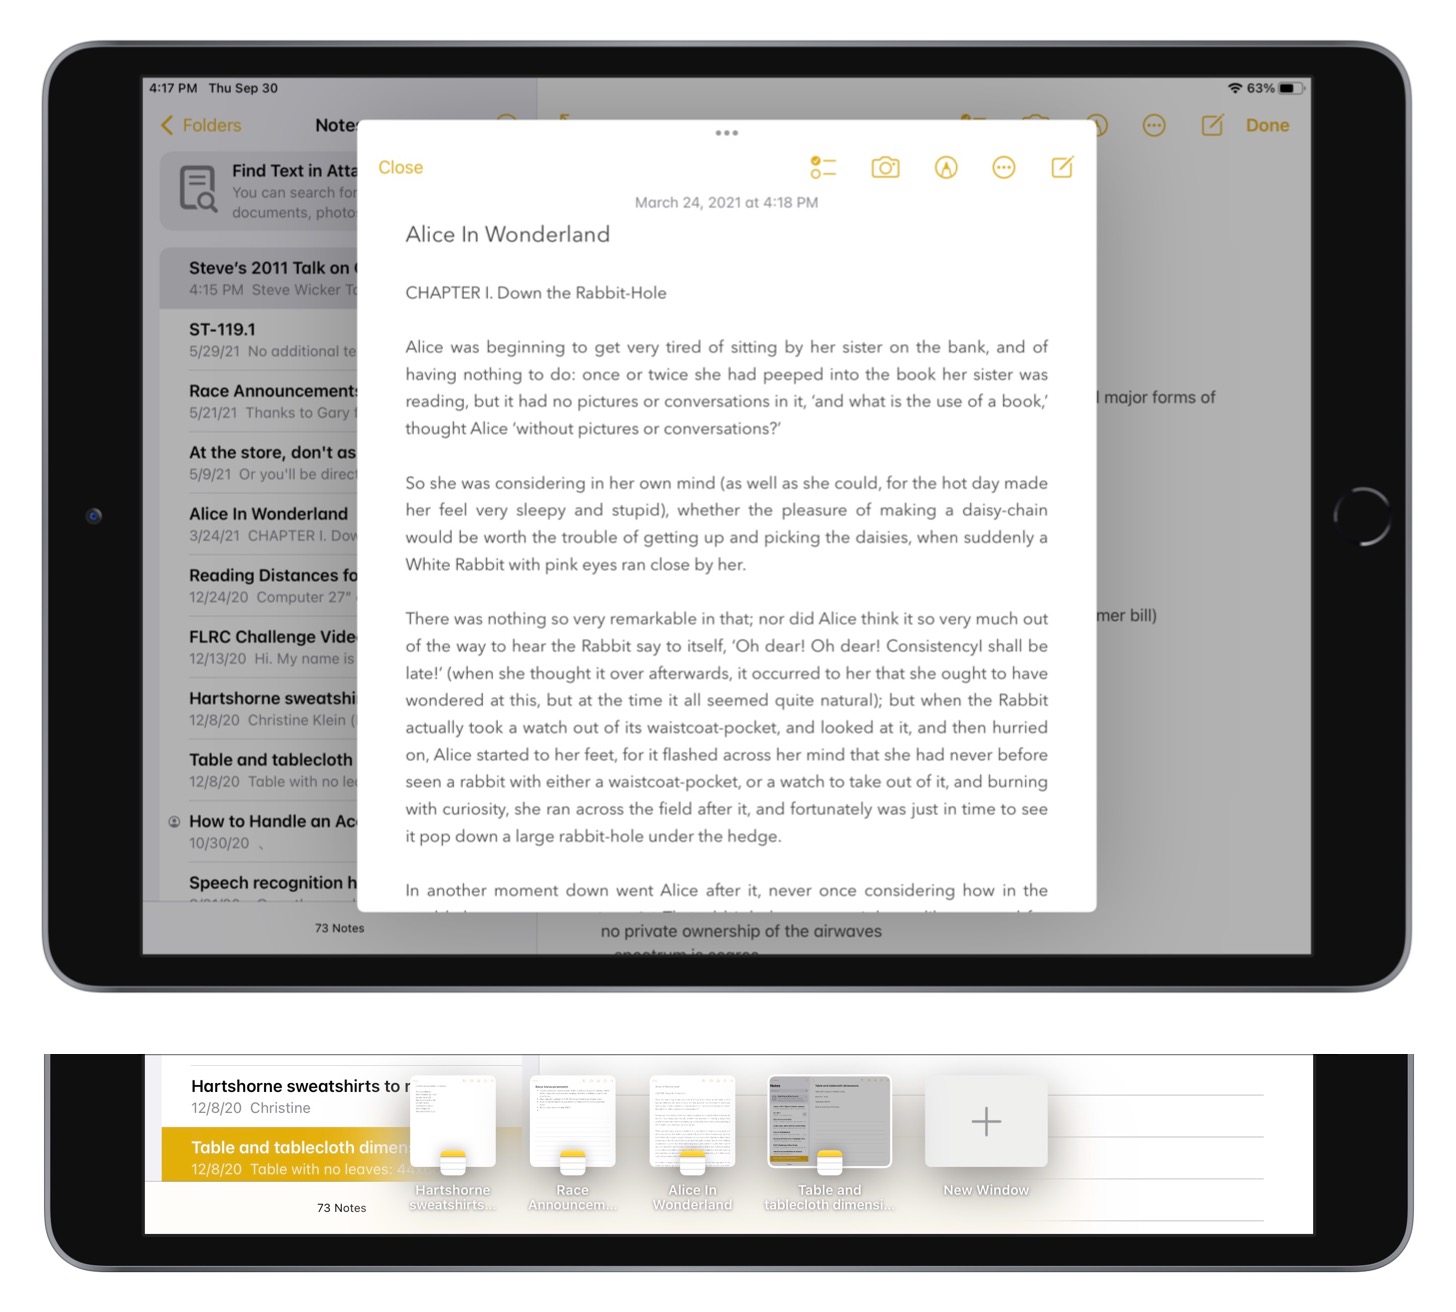 4:17 PM Thu Sep 30
63%
Folders
Notes
Done
Find Text in Atta
You can search for
documents, photo
Steve's 2011 Talk on
4:15 PM Steve Wicker
ST-119.1
5/29/21 No additional te
Race Announcements
5/21/21 Thanks to Gary
At the store, don't as
5/9/21 Or you'll be direc
Alice In Wonderland
3/24/21 CHAPTER I. Dow
Reading Distances fo
12/24/20 Computer 27"
FLRC Challenge Vide
12/13/20 Hi. My name is
Hartshorne sweatshi
12/8/20 Christine Klein (
Table and tablecloth
12/8/20 Table with no le
How to Handle an Ac
10/30/20 、
Speech recognition h
73 Notes
Close
March 24, 2021 at 4:18 PM
Alice In Wonderland
CHAPTER I. Down the Rabbit-Hole
Alice was beginning to get very tired of sitting by her sister on the bank, and of
having nothing to do: once or twice she had peeped into the book her sister was
reading, but it had no pictures or conversations in it, ‘and what is the use of a book,’
thought Alice ‘without pictures or conversations?’
So she was considering in her own mind (as well as she could, for the hot day made
her feel very sleepy and stupid), whether the pleasure of making a daisy-chain
would be worth the trouble of getting up and picking the daisies, when suddenly a
White Rabbit with pink eyes ran close by her.
There was nothing so very remarkable in that; nor did Alice think it so very much out
of the way to hear the Rabbit say to itself, ‘Oh dear! Oh dear! ConsistencyI shall be
late!’ (when she thought it over afterwards, it occurred to her that she ought to have
wondered at this, but at the time it all seemed quite natural); but when the Rabbit
actually took a watch out of its waistcoat-pocket, and looked at it, and then hurried
on, Alice started to her feet, for it flashed across her mind that she had never before
seen a rabbit with either a waistcoat-pocket, or a watch to take out of it, and burning
with curiosity, she ran across the field after it, and fortunately was just in time to see
it pop down a large rabbit-hole under the hedge.
In another moment down went Alice after it, never once considering how in the
major forms of
mer bill)
no private ownership of the airwaves
spectrum is scarce
Hartshorne sweatshirts to r
12/8/20 Christine
Table and tablecloth dimen
12/8/20 Table with no leaves: 44
73 Notes
Hartshorne
sweatshirts...
Race
Announcem...
Alice In
Wonderland
Table and
tablecloth dimensi...
New Window